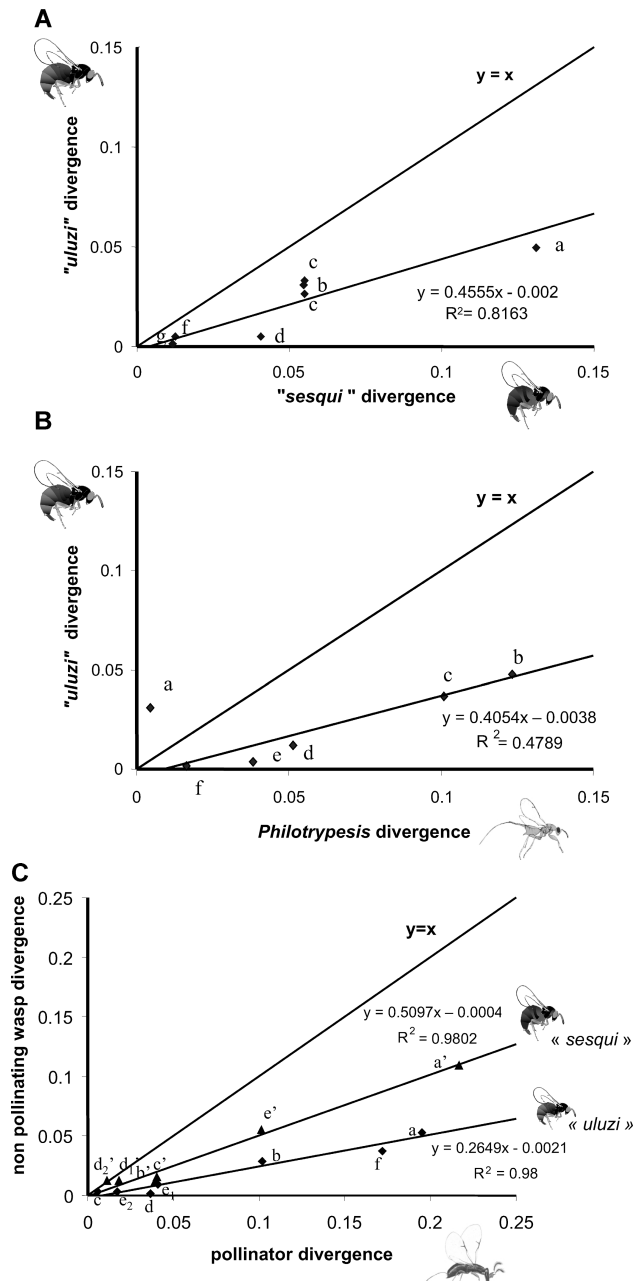 A
0.15
y = x
"uluzi" divergence
0.1
0.05
c
b
c
a
y = 0.4555x - 0.002
R2= 0.8163
g
f
d
0
0
0.05
0.1
0.15
"sesqui " divergence
B
0.15
y = x
"uluzi" divergence
0.1
0.05
a
c
b
y = 0.4054x – 0.0038
R 2= 0.4789
e
d
f
0
0
0.05
0.1
0.15
Philotrypesis divergence
C
0.25
y=x
non pollinating wasp divergence
0.2
0.15
y = 0.5097x – 0.0004
R2 = 0.9802
« sesqui »
a’
0.1
e’
« uluzi »
0.05
d2’
d1’
b’
c’
b
a
f
y = 0.2649x - 0.0021
R2 = 0.98
0
c
e2
d
e1
0
0.05
0.1
0.15
0.2
0.25
pollinator divergence